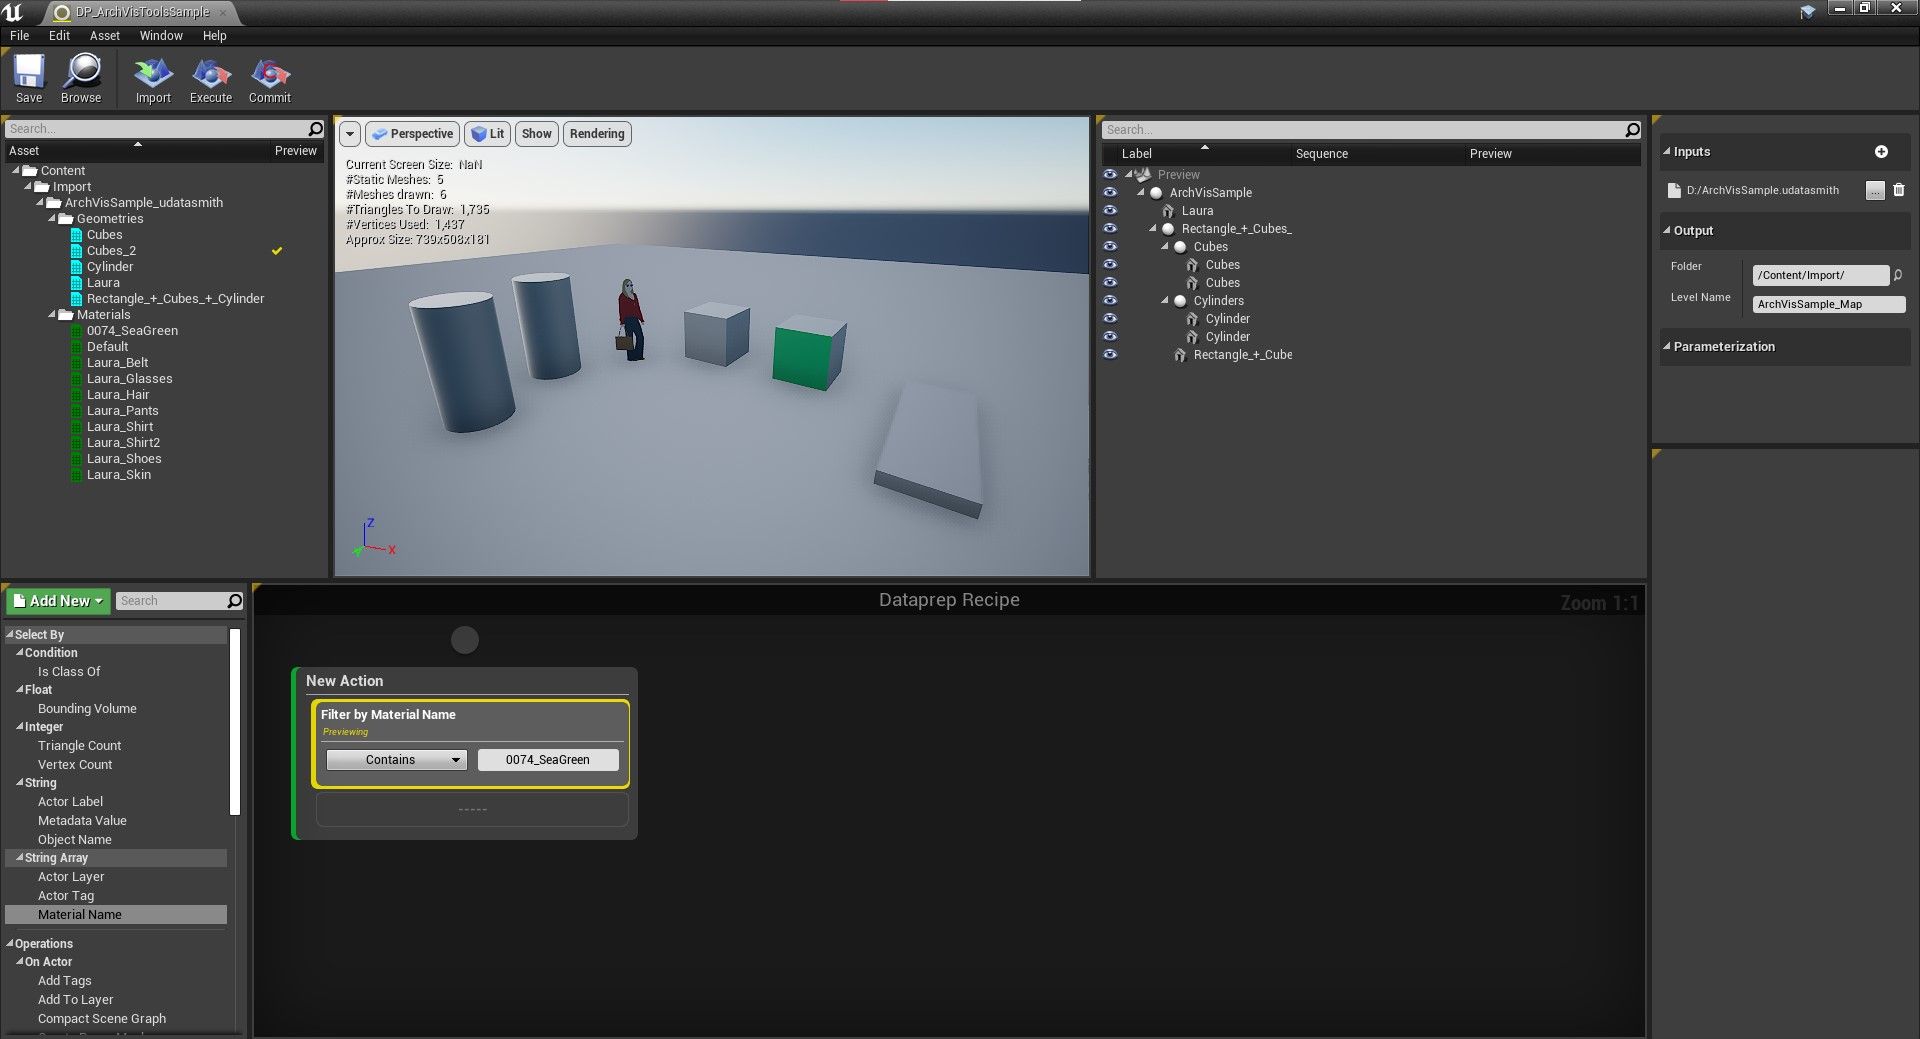 DP_ArchVisToolsSample
File Edit Asset Window Help
Save Browse Import Execute Commit
Search...
Asset Preview
Content
Import
ArchVisSample_udatasmith
Geometries
Cubes
Cubes_2
Cylinder
Laura
Rectangle_+_Cubes_+_Cylinder
Materials
0074_SeaGreen
Default
Laura_Belt
Laura_Glasses
Laura_Hair
Laura_Pants
Laura_Shirt
Laura_Shirt2
Laura_Shoes
Laura_Skin
Perspective Lit Show Rendering
Current Screen Size: NaN
#Static Meshes: 5
#Meshes drawn: 6
#Triangles To Draw: 1,735
#Vertices Used: 1,437
Approx Size: 739x508x181
Z
X
Search...
Label Sequence Preview
Preview
ArchVisSample
Laura
Rectangle_+_Cubes_
Cubes
Cubes
Cubes
Cylinders
Cylinder
Cylinder
Rectangle_+_Cube
Inputs
D:/ArchVisSample.udatasmith ...
Output
Folder /Content/Import/
Level Name ArchVisSample_Map
Parameterization
Add New Search
Select By
Condition
Is Class Of
Float
Bounding Volume
Integer
Triangle Count
Vertex Count
String
Actor Label
Metadata Value
Object Name
String Array
Actor Layer
Actor Tag
Material Name
Operations
On Actor
Add Tags
Add To Layer
Compact Scene Graph
Dataprep Recipe
Zoom 1:1
New Action
Filter by Material Name
Previewing
Contains 0074_SeaGreen
-----